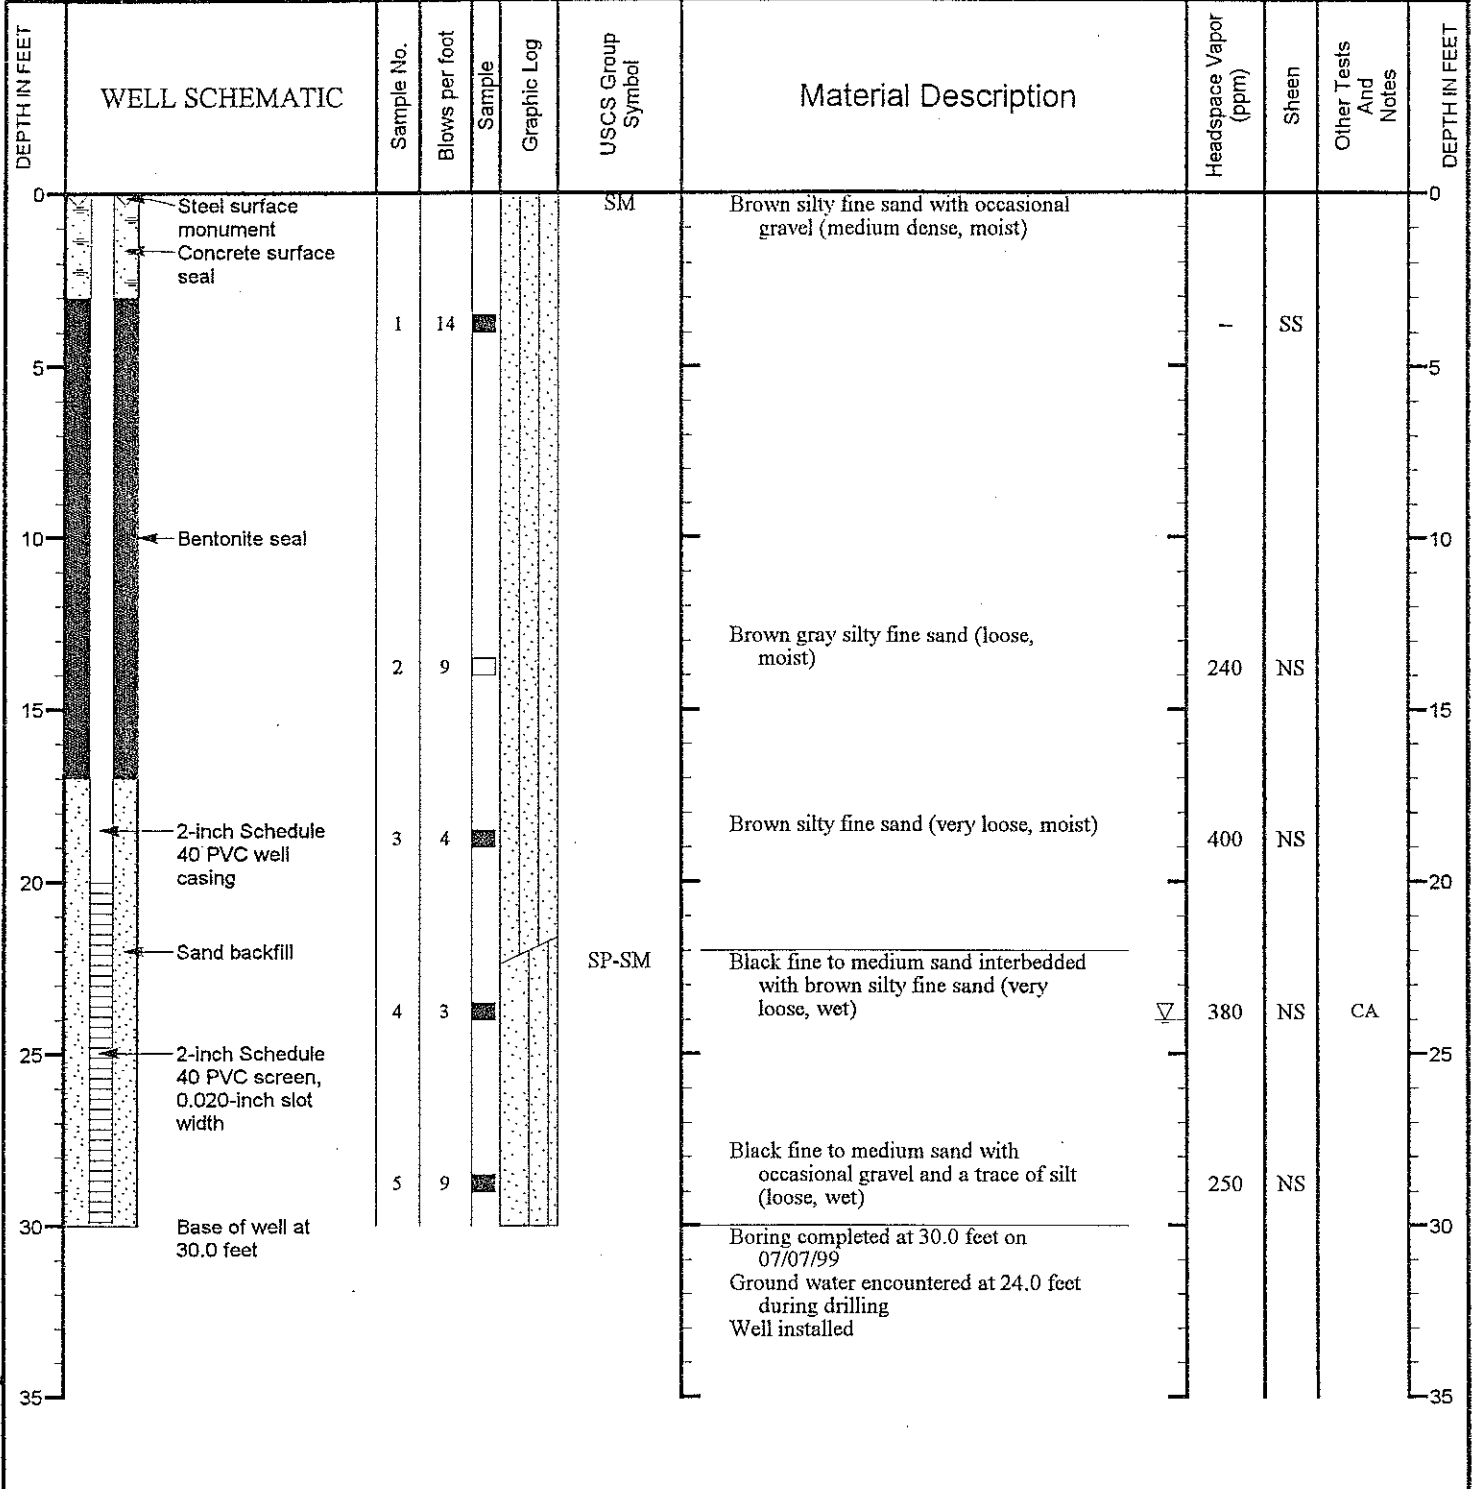 DEPTH IN FEET
WELL SCHEMATIC
Sample No.
Blows per foot
Sample
Graphic Log
USCS Group
Symbol
Material Description
Headspace Vapor
(ppm)
Sheen
Other Tests
And
Notes
DEPTH IN FEET
0
Steel surface
monument
SM
Brown silty fine sand with occasional
gravel (medium dense, moist)
0
Concrete surface
seal
1
14
–
SS
5
5
10
Bentonite seal
10
Brown gray silty fine sand (loose,
moist)
2
9
240
NS
15
15
2-inch Schedule
40 PVC well
casing
3
4
Brown silty fine sand (very loose, moist)
400
NS
20
20
Sand backfill
SP-SM
Black fine to medium sand interbedded
with brown silty fine sand (very
loose, wet)
4
3
380
NS
CA
25
2-inch Schedule
40 PVC screen,
0.020-inch slot
width
25
Black fine to medium sand with
occasional gravel and a trace of silt
(loose, wet)
5
9
250
NS
30
Base of well at
30.0 feet
30
Boring completed at 30.0 feet on
07/07/99
Ground water encountered at 24.0 feet
during drilling
Well installed
35
35